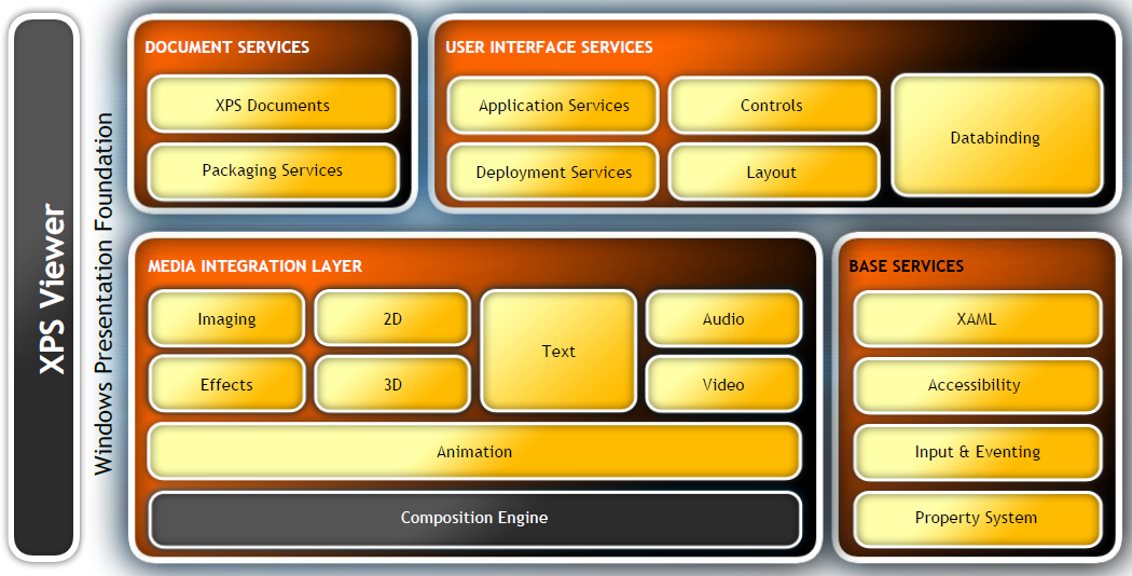 XPS Viewer
Windows Presentation Foundation
DOCUMENT SERVICES
XPS Documents
Packaging Services
USER INTERFACE SERVICES
Application Services
Controls
Databinding
Deployment Services
Layout
MEDIA INTEGRATION LAYER
Imaging
2D
Text
Audio
Effects
3D
Video
Animation
Composition Engine
BASE SERVICES
XAML
Accessibility
Input & Eventing
Property System